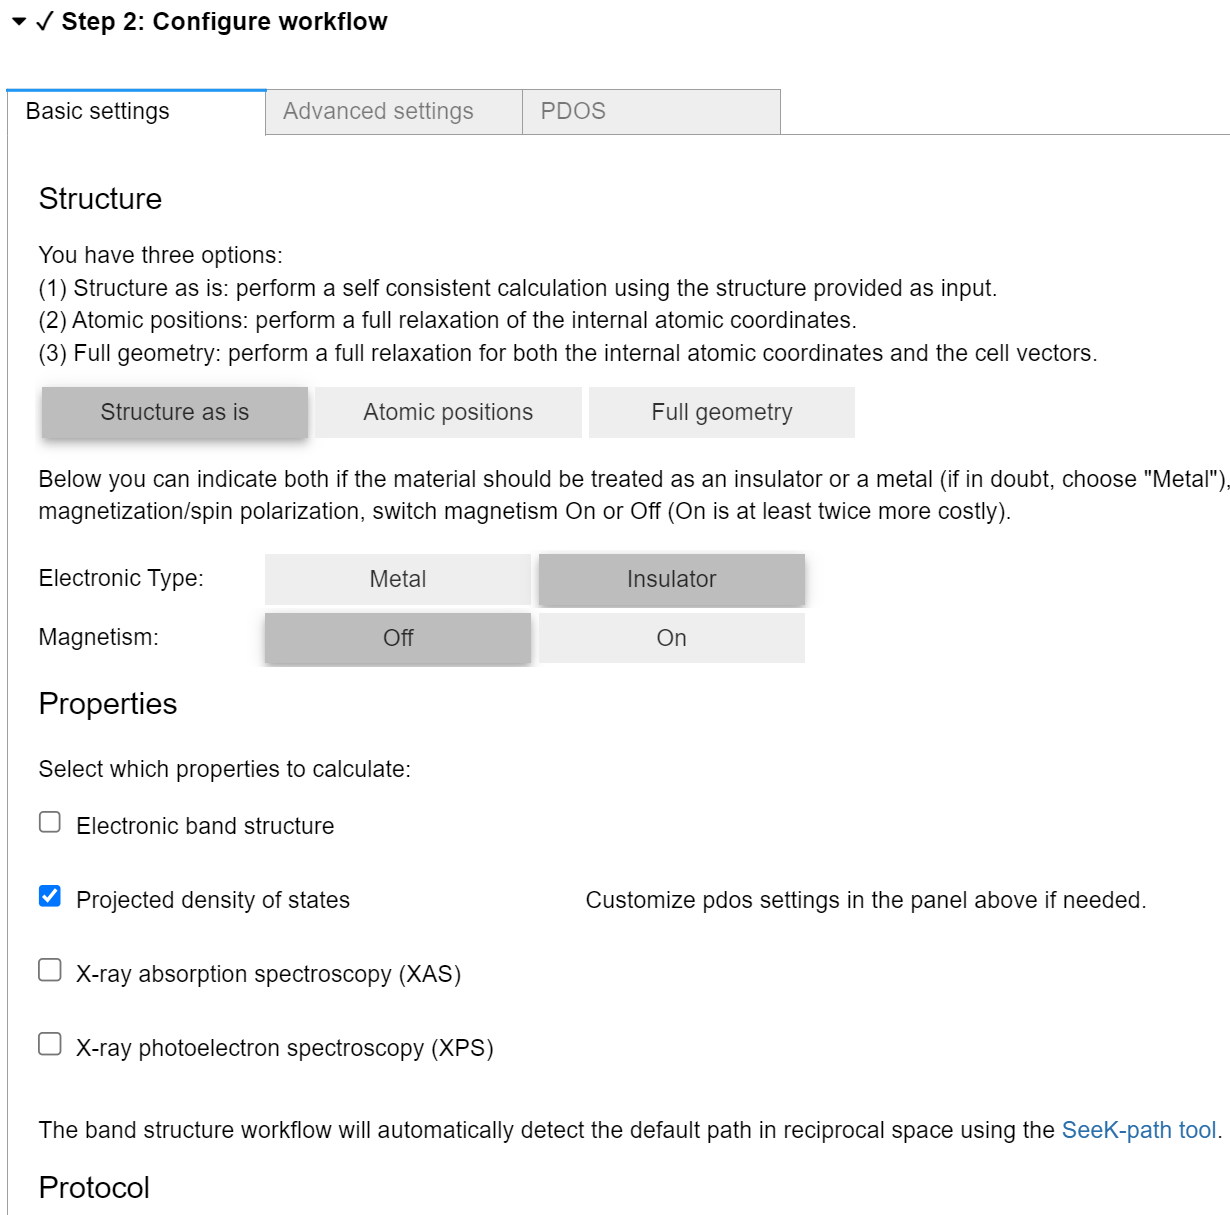 Step 2: Configure workflow
Basic settings
Advanced settings
PDOS
Structure
You have three options:
(1) Structure as is: perform a self consistent calculation using the structure provided as input.
(2) Atomic positions: perform a full relaxation of the internal atomic coordinates.
(3) Full geometry: perform a full relaxation for both the internal atomic coordinates and the cell vectors.
Structure as is
Atomic positions
Full geometry
Below you can indicate both if the material should be treated as an insulator or a metal (if in doubt, choose "Metal"),
magnetization/spin polarization, switch magnetism On or Off (On is at least twice more costly).
Electronic Type:
Metal
Insulator
Magnetism:
Off
On
Properties
Select which properties to calculate:
Electronic band structure
Projected density of states
Customize pdos settings in the panel above if needed.
X-ray absorption spectroscopy (XAS)
X-ray photoelectron spectroscopy (XPS)
The band structure workflow will automatically detect the default path in reciprocal space using the SeeK-path tool.
Protocol